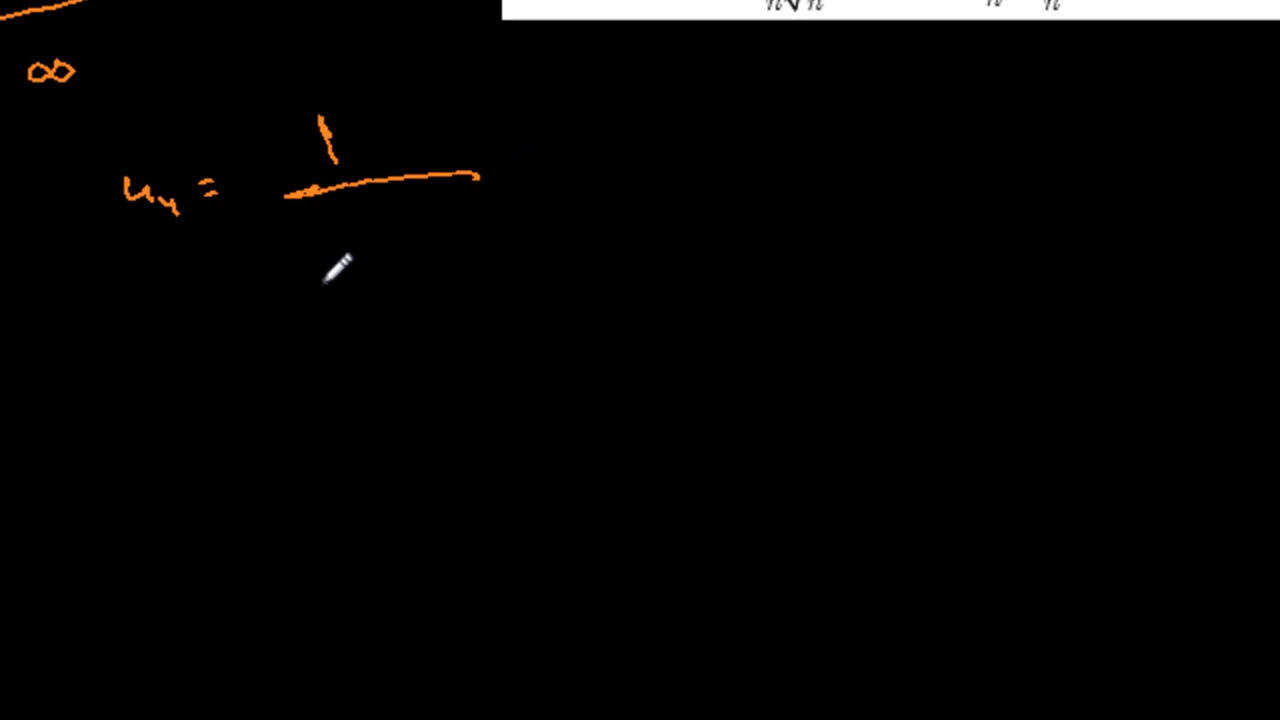 n√n n n
∞
u₄ = 1